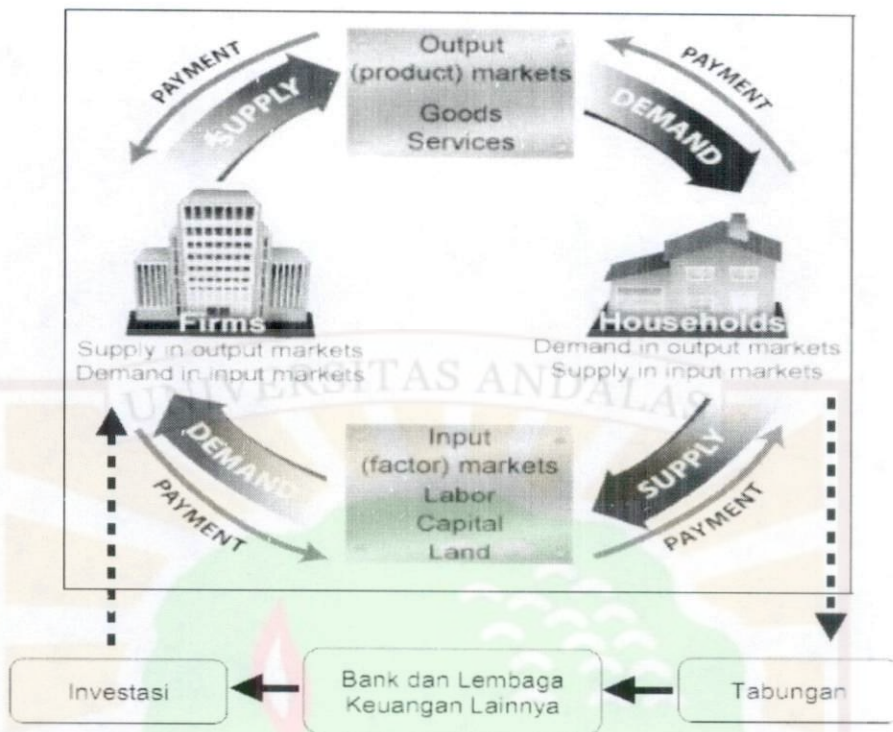 PAYMENT
SUPPLY
Output
(product) markets
Goods
Services
PAYMENT
DEMAND
Firms
Supply in output markets
Demand in input markets
Households
Demand in output markets
Supply in input markets
UNIVERSITAS ANDALAS
DEMAND
PAYMENT
Input
(factor) markets
Labor
Capital
Land
SUPPLY
PAYMENT
Investasi
Bank dan Lembaga
Keuangan Lainnya
Tabungan